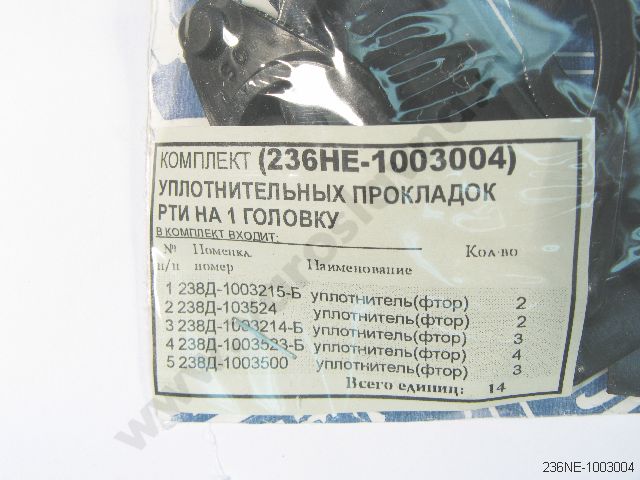 КОМПЛЕКТ (236НЕ-1003004)
УПЛОТНИТЕЛЬНЫХ ПРОКЛАДОК
РТИ НА 1 ГОЛОВКУ
В КОМПЛЕКТ ВХОДИТ:
№ Номенкл. Кол-во
п/п номер Наименование
1 238Д-1003215-Б уплотнитель(фтор) 2
2 238Д-103524 уплотнитель(фтор) 2
3 238Д-1003214-Б уплотнитель(фтор) 3
4 238Д-1003523-Б уплотнитель(фтор) 4
5 238Д-1003500 уплотнитель(фтор) 3
Всего единиц: 14
236NE-1003004